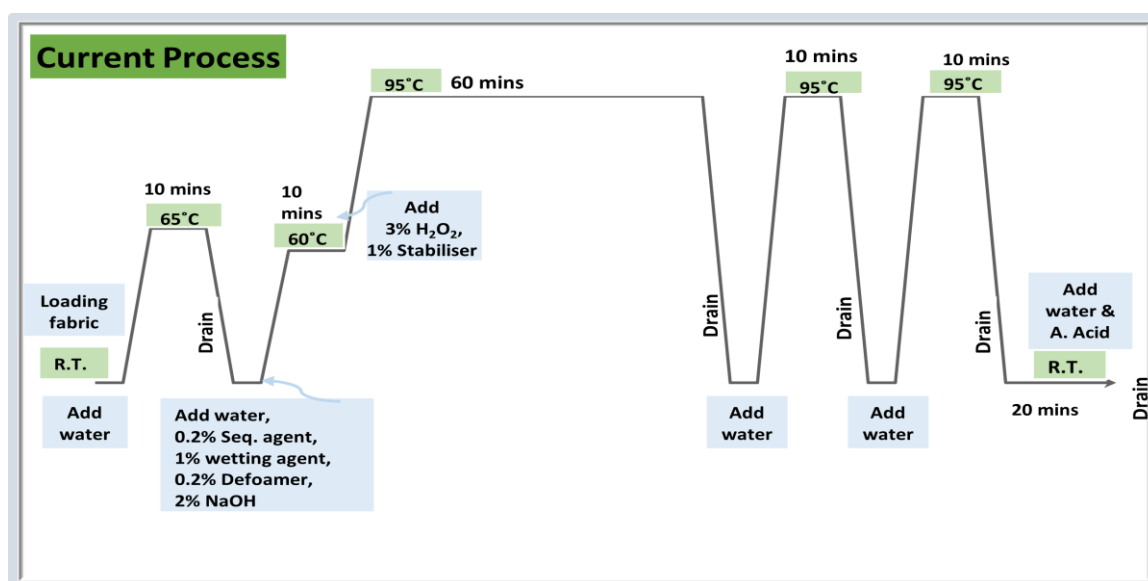 Current Process
Loading
fabric
R.T.
Add
water
10 mins
65˚C
Drain
Add water,
0.2% Seq. agent,
1% wetting agent,
0.2% Defoamer,
2% NaOH
10
mins
60˚C
Add
3% H₂O₂,
1% Stabiliser
95˚C 60 mins
Drain
Add
water
10 mins
95˚C
Drain
Add
water
10 mins
95˚C
Drain
Add
water &
A. Acid
R.T.
20 mins
Drain